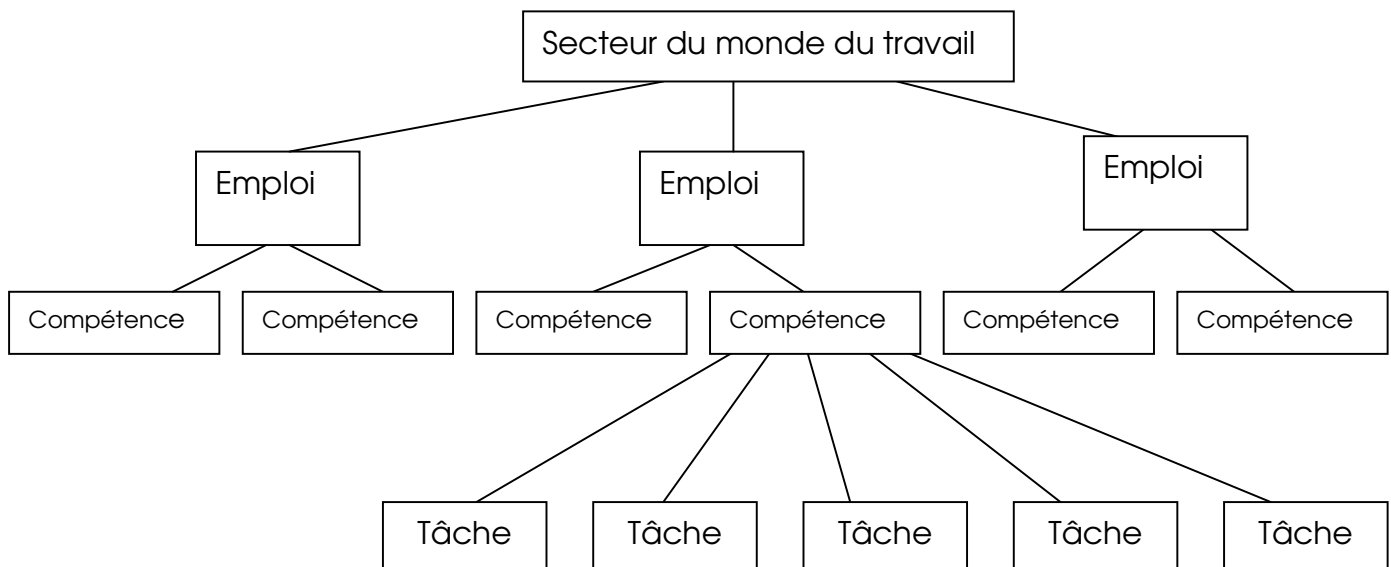 Secteur du monde du travail
Emploi
Emploi
Emploi
Compétence
Compétence
Compétence
Compétence
Compétence
Compétence
Tâche
Tâche
Tâche
Tâche
Tâche